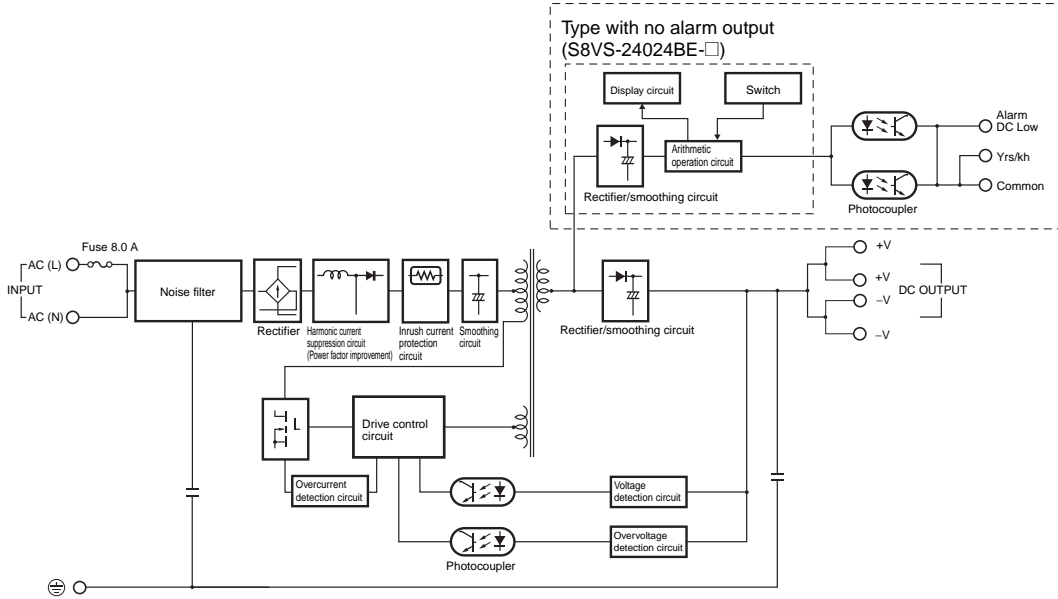 Type with no alarm output
(S8VS-24024BE-□)
Display circuit
Switch
Arithmetic
operation circuit
Rectifier/smoothing circuit
Alarm
DC Low
Yrs/kh
Common
Photocoupler
Fuse 8.0 A
AC (L)
INPUT
AC (N)
Noise filter
Rectifier
Harmonic current
suppression circuit
(Power factor improvement)
Inrush current
protection
circuit
Smoothing
circuit
Rectifier/smoothing circuit
+V
+V
DC OUTPUT
–V
–V
Drive control
circuit
Overcurrent
detection circuit
Voltage
detection circuit
Overvoltage
detection circuit
Photocoupler